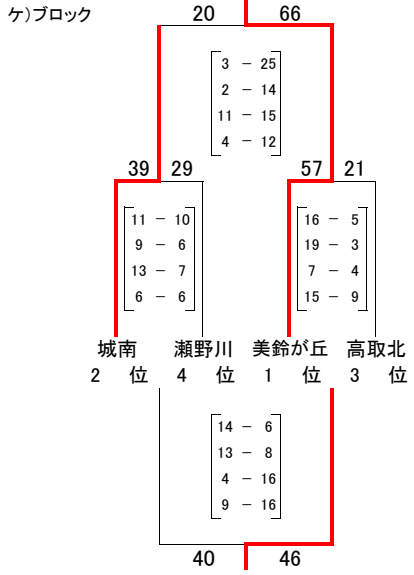 ケ)ブロック
20 66
3 － 25
2 － 14
11 － 15
4 － 12
39 29 57 21
11 － 10 16 － 5
9 － 6 19 － 3
13 － 7 7 － 4
6 － 6 15 － 9
城南 瀬野川 美鈴が丘 高取北
2 位 4 位 1 位 3 位
14 － 6
13 － 8
4 － 16
9 － 16
40 46